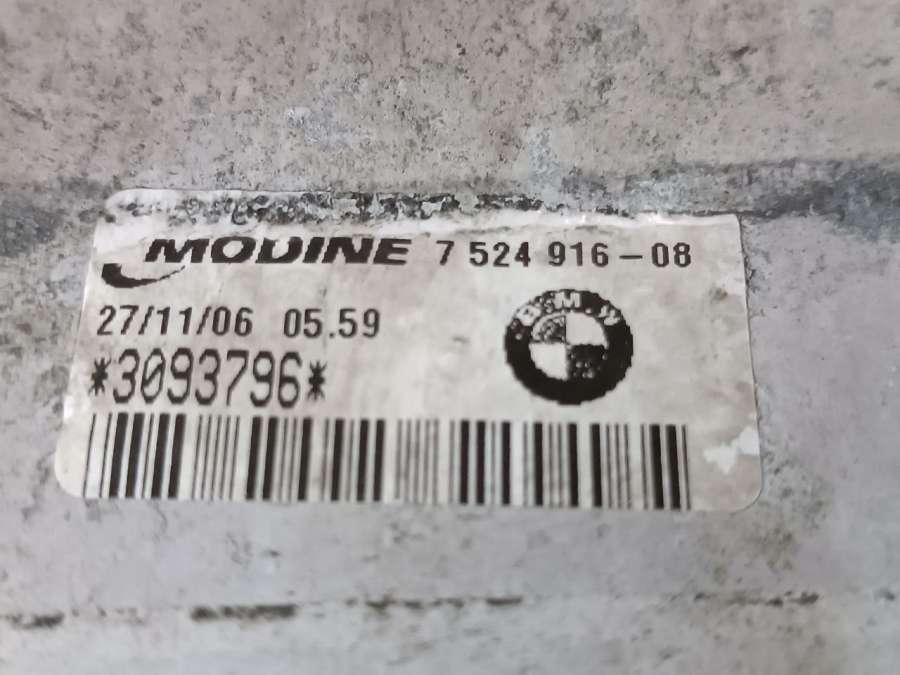 MODINE 7 524 916-08
27/11/06 05.59
BMW
*3093796*